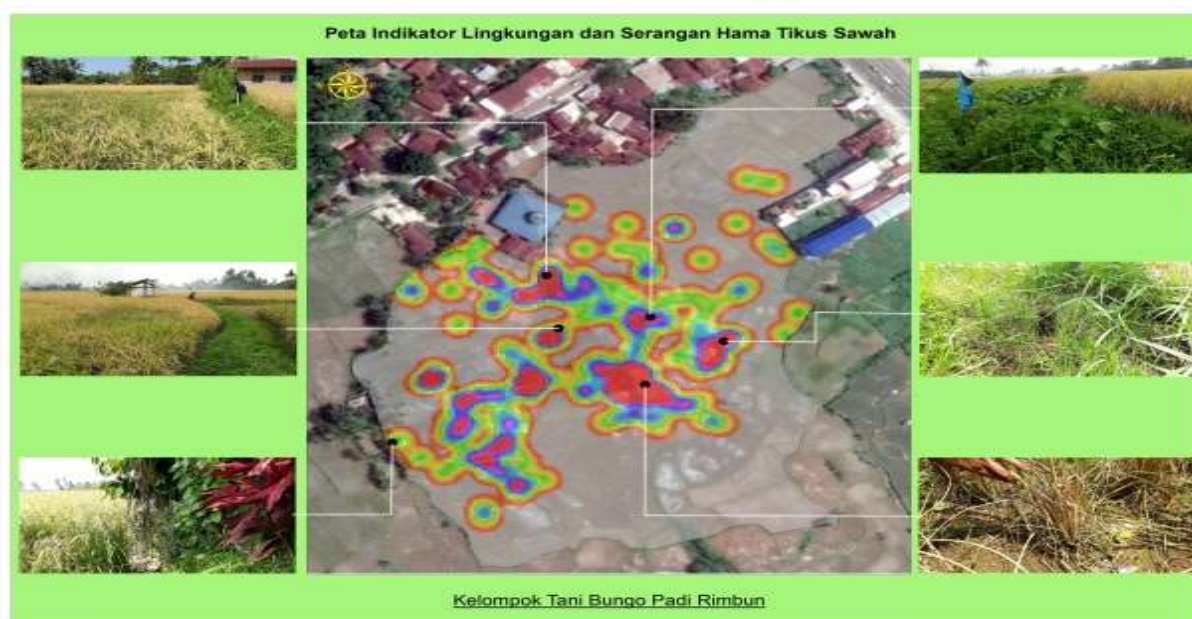 Peta Indikator Lingkungan dan Serangan Hama Tikus Sawah
Kelompok Tani Bungo Padi Rimbun